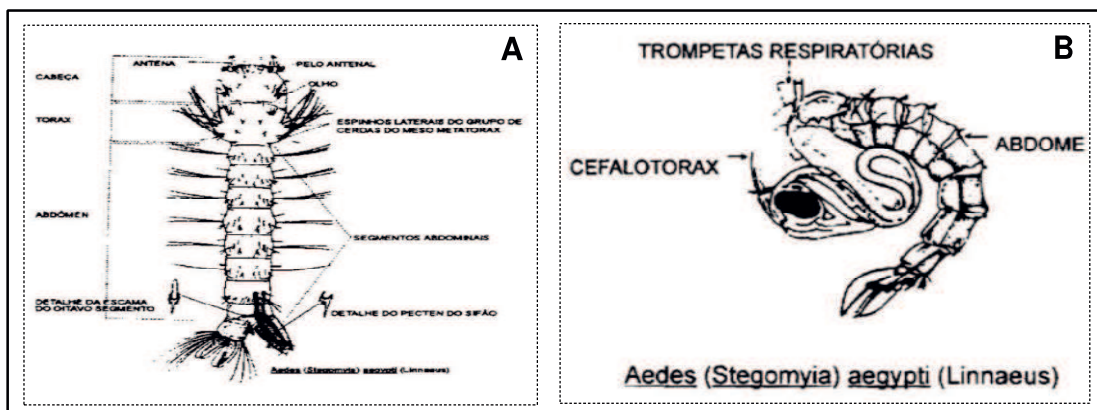 A
ANTENA
PELO ANTENAL
CABEÇA
OLHO
TORAX
ESPINHOS LATERAIS DO GRUPO DE
CERDAS DO MESO METATORAX
ABDÔMEN
SEGMENTOS ABDOMINAIS
DETALHE DA ESCAMA
DO OITAVO SEGMENTO
DETALHE DO PECTEN DO SIFÃO
Aedes (Stegomyia) aegypti (Linnaeus)
B
TROMPETAS RESPIRATÓRIAS
ABDOME
CEFALOTORAX
Aedes (Stegomyia) aegypti (Linnaeus)